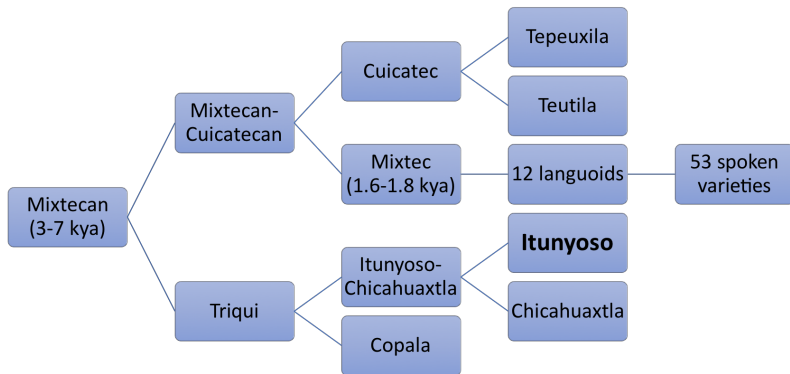 Mixtecan
(3-7 kya)
Mixtecan-
Cuicatecan
Triqui
Cuicatec
Mixtec
(1.6-1.8 kya)
Itunyoso-
Chicahuaxtla
Copala
Tepeuxila
Teutila
12 languoids
Itunyoso
Chicahuaxtla
53 spoken
varieties